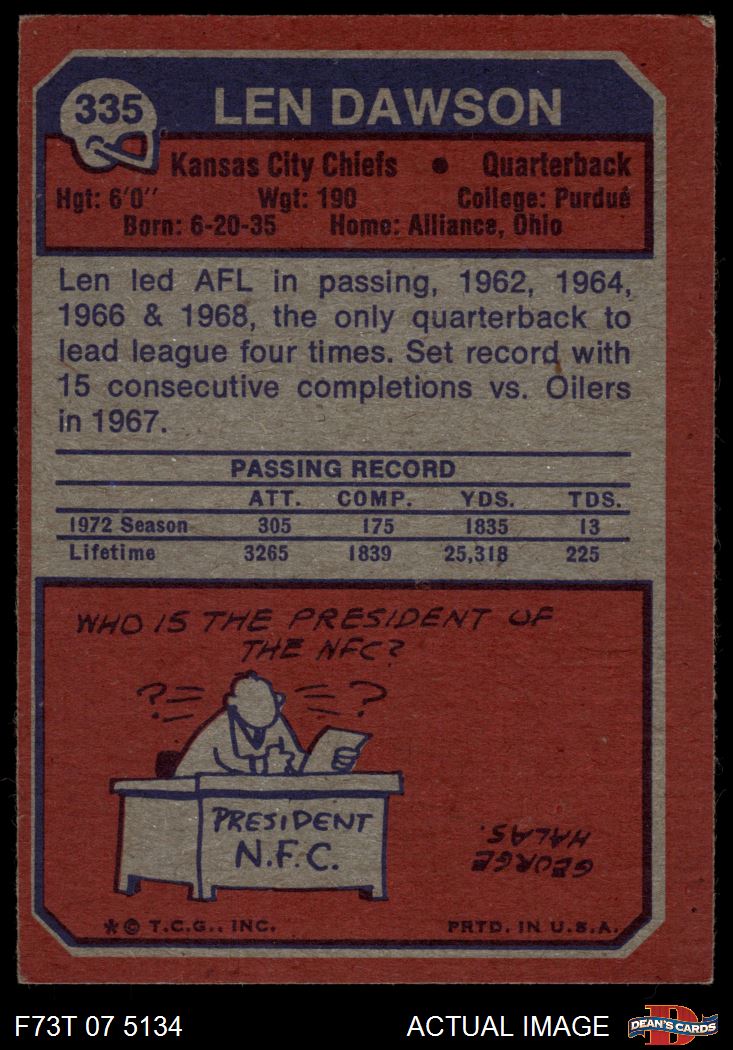 335
LEN DAWSON
Kansas City Chiefs • Quarterback
Hgt: 6'0" Wgt: 190 College: Purdue
Born: 6-20-35 Home: Alliance, Ohio
Len led AFL in passing, 1962, 1964,
1966 & 1968, the only quarterback to
lead league four times. Set record with
15 consecutive completions vs. Oilers
in 1967.
PASSING RECORD
ATT. COMP. YDS. TDS.
1972 Season 305 175 1835 13
Lifetime 3265 1839 25,318 225
WHO IS THE PRESIDENT OF
THE NFC?
? ?
PRESIDENT
N.F.C.
GEORGE
HALAS.
*© T.C.G., INC. PRTD. IN U.S.A.
F73T 07 5134 ACTUAL IMAGE DEAN'S CARDS